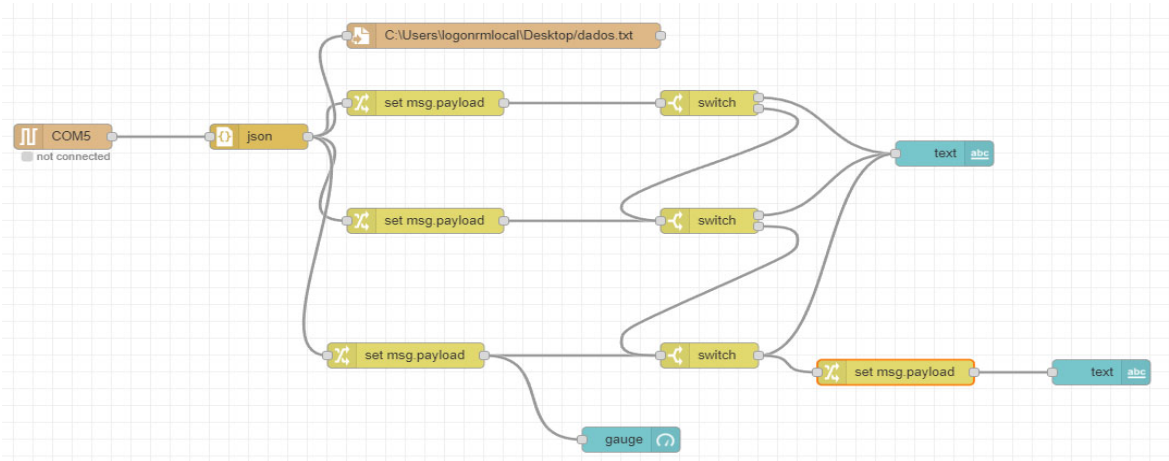 C:\Users\logonrmlocal\Desktop/dados.txt
set msg.payload
switch
COM5
json
not connected
text
abc
set msg.payload
switch
set msg.payload
switch
set msg.payload
text
abc
gauge